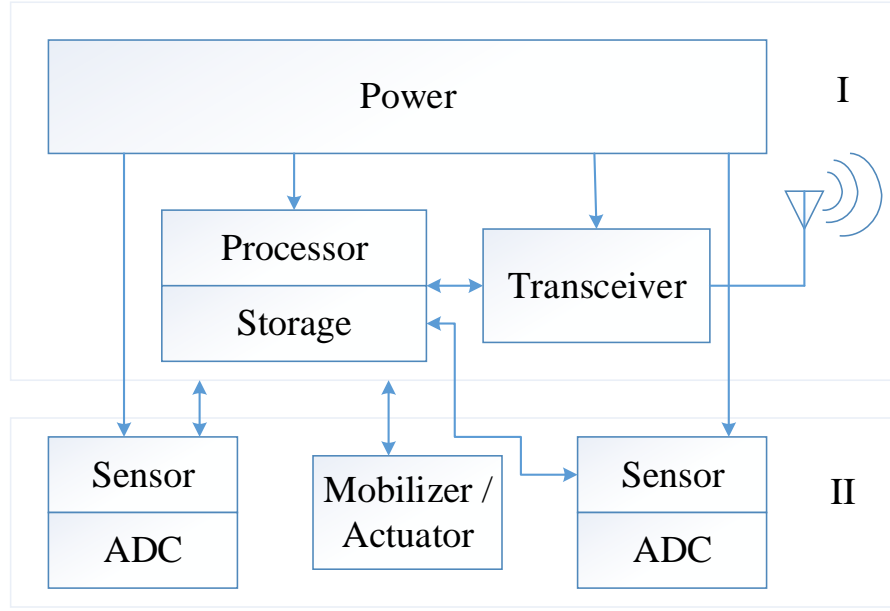 Power
I
Processor
Storage
Transceiver
Sensor
ADC
Mobilizer /
Actuator
Sensor
ADC
II